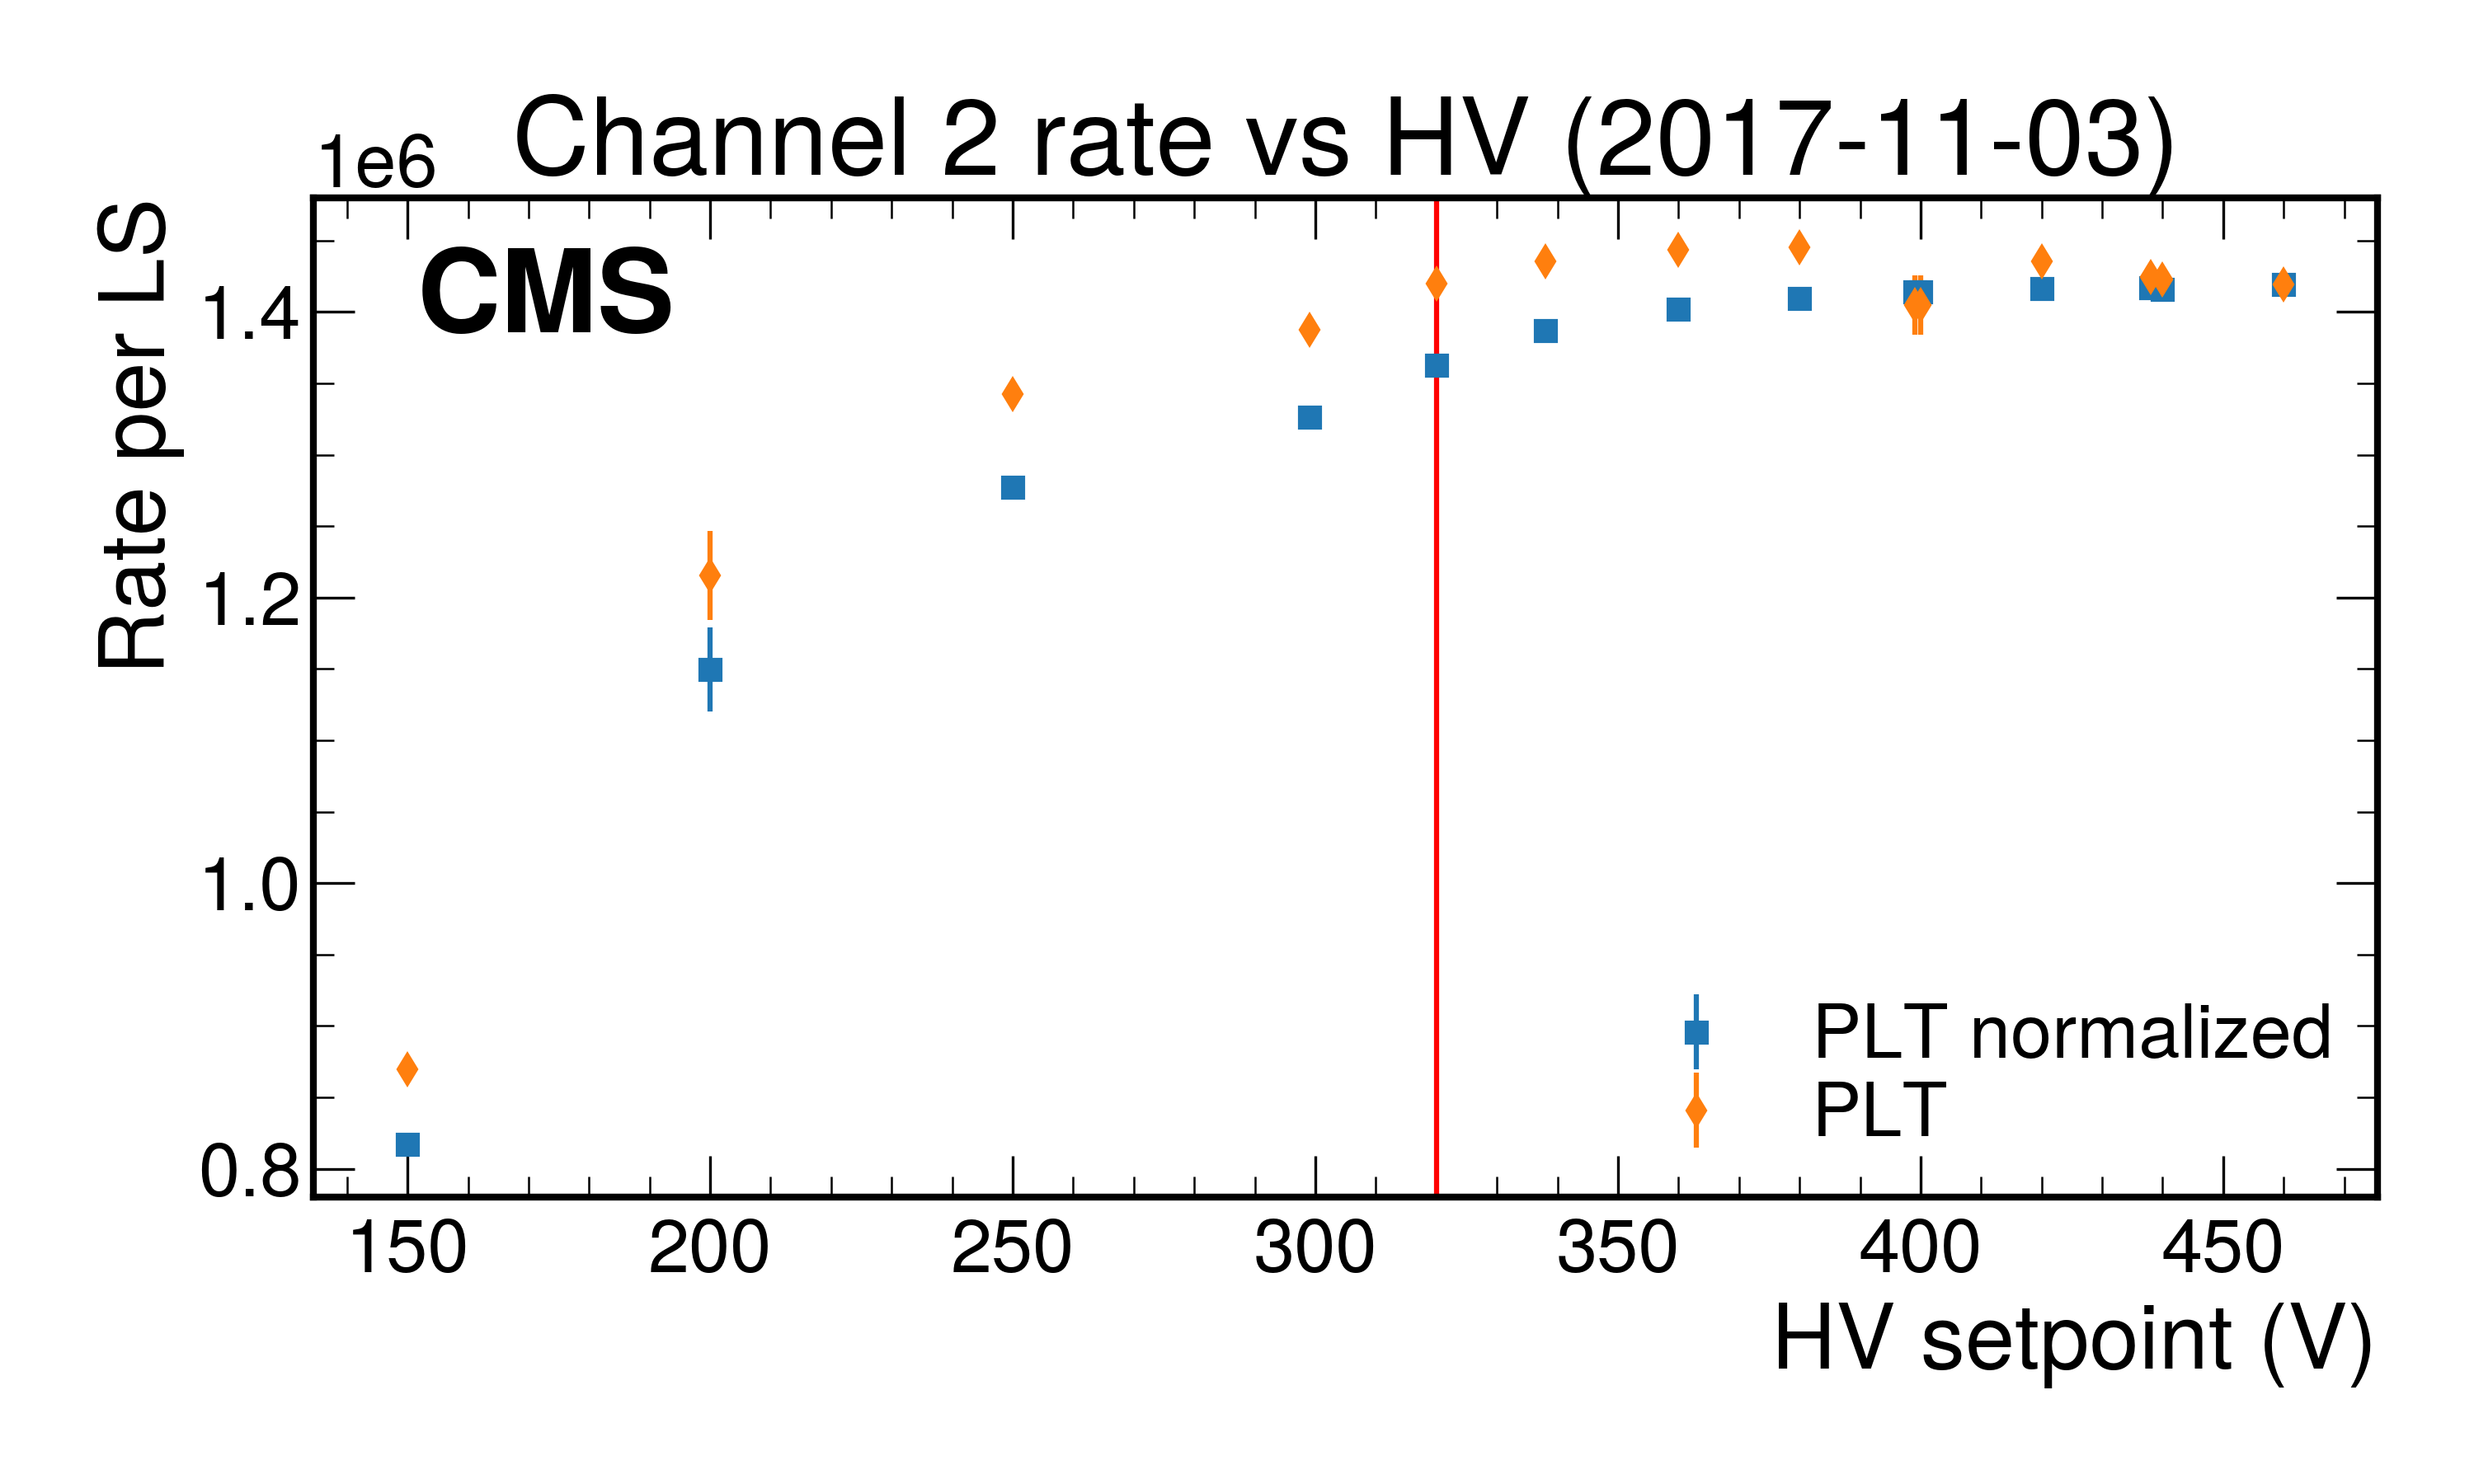 Channel 2 rate vs HV (2017-11-03)
1e6
CMS
Rate per LS
1.4
1.2
1.0
0.8
PLT normalized
PLT
150 200 250 300 350 400 450
HV setpoint (V)